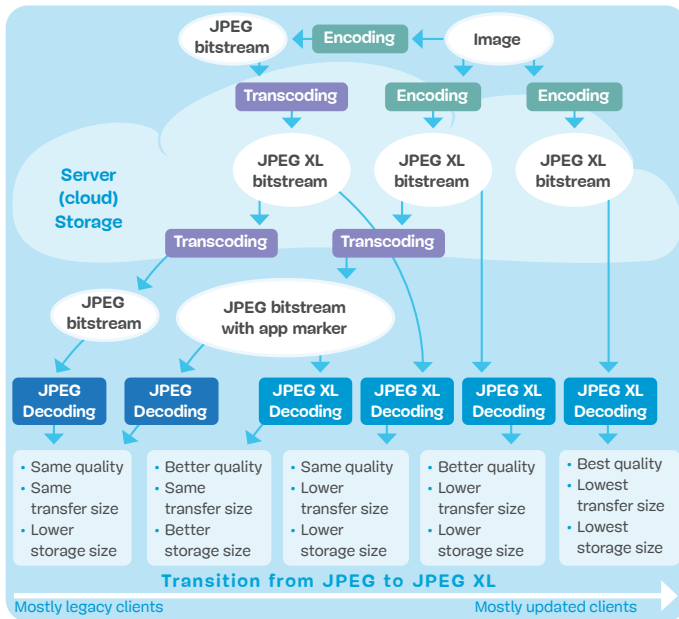 JPEG
bitstream
Encoding
Image
Transcoding
Encoding
Encoding
Server
(cloud)
Storage
JPEG XL
bitstream
JPEG XL
bitstream
JPEG XL
bitstream
Transcoding
Transcoding
JPEG
bitstream
JPEG bitstream
with app marker
JPEG
Decoding
JPEG
Decoding
JPEG XL
Decoding
JPEG XL
Decoding
JPEG XL
Decoding
JPEG XL
Decoding
• Same quality
• Same
transfer size
• Lower
storage size
• Better quality
• Same
transfer size
• Better
storage size
• Same quality
• Lower
transfer size
• Lower
storage size
• Better quality
• Lower
transfer size
• Lower
storage size
• Best quality
• Lowest
transfer size
• Lowest
storage size
Transition from JPEG to JPEG XL
Mostly legacy clients
Mostly updated clients